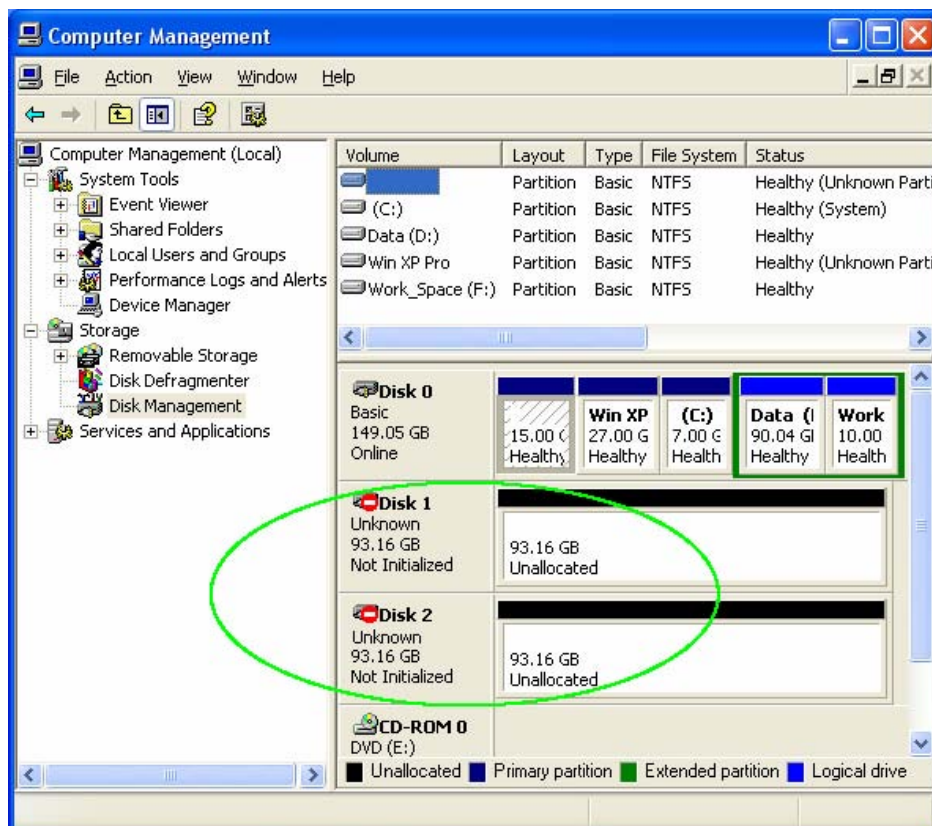 Computer Management
File Action View Window Help
Computer Management (Local)
System Tools
Event Viewer
Shared Folders
Local Users and Groups
Performance Logs and Alerts
Device Manager
Storage
Removable Storage
Disk Defragmenter
Disk Management
Services and Applications
Volume Layout Type File System Status
Partition Basic NTFS Healthy (Unknown Parti
(C:) Partition Basic NTFS Healthy (System)
Data (D:) Partition Basic NTFS Healthy
Win XP Pro Partition Basic NTFS Healthy (Unknown Parti
Work_Space (F:) Partition Basic NTFS Healthy
Disk 0
Basic
149.05 GB
Online
15.00 G
Healthy
Win XP
27.00 G
Healthy
(C:)
7.00 G
Health
Data (I
90.04 GI
Healthy
Work
10.00
Health
Disk 1
Unknown
93.16 GB
Not Initialized
93.16 GB
Unallocated
Disk 2
Unknown
93.16 GB
Not Initialized
93.16 GB
Unallocated
CD-ROM 0
DVD (E:)
Unallocated Primary partition Extended partition Logical drive